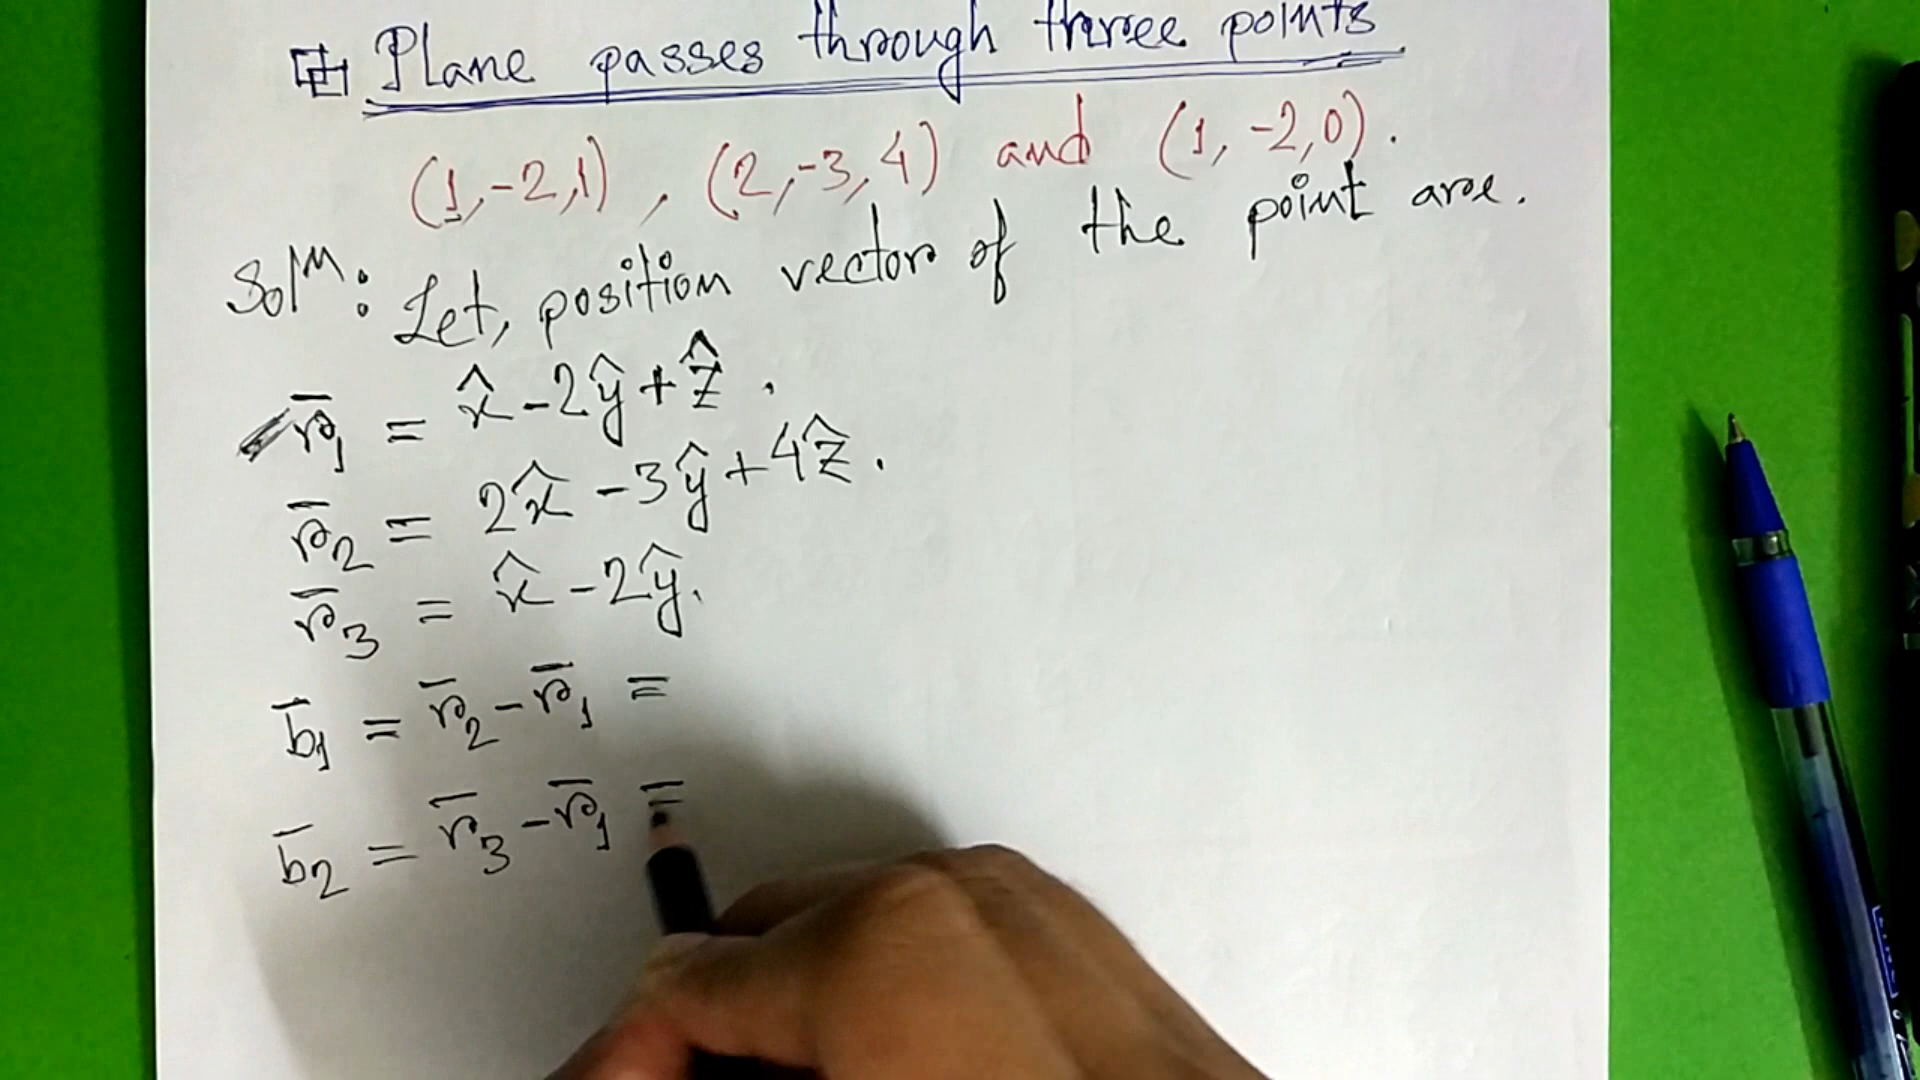 Plane passes through three points
(1,-2,1), (2,-3,4) and (1,-2,0).
Solⁿ: Let, position vector of the point are.
r̄₁ = x̂ - 2ŷ + ẑ.
r̄₂ = 2x̂ - 3ŷ + 4ẑ.
r̄₃ = x̂ - 2ŷ.
b̄₁ = r̄₂ - r̄₁ =
b̄₂ = r̄₃ - r̄₁ =